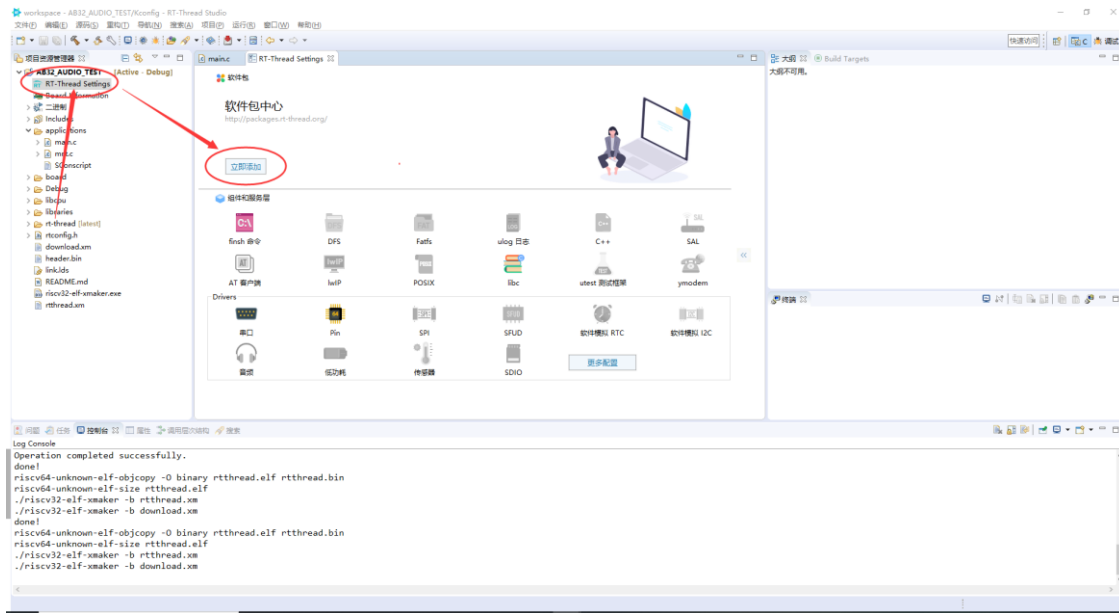 workspace - AB32_AUDIO_TEST/Kconfig - RT-Thread Studio
文件(F) 编辑(E) 源码(S) 重构(T) 导航(N) 搜索(A) 项目(P) 运行(R) 窗口(W) 帮助(H)
快速访问 C 调试
项目资源管理器
AB32_AUDIO_TEST [Active - Debug]
RT-Thread Settings
Board Information
二进制
Includes
applications
main.c
mnt.c
SConscript
board
Debug
libcpu
libraries
rt-thread [latest]
rtconfig.h
download.xm
header.bin
link.lds
README.md
riscv32-elf-xmaker.exe
rtthread.xm
main.c RT-Thread Settings
软件包
软件包中心
http://packages.rt-thread.org/
立即添加
组件和服务层
finsh 命令 DFS Fatfs ulog 日志 C++ SAL
AT 客户端 lwIP POSIX libc utest 测试框架 ymodem
Drivers
串口 Pin SPI SFUD 软件模拟 RTC 软件模拟 I2C
音频 低功耗 传感器 SDIO 更多配置
大纲 Build Targets
大纲不可用。
终端
问题 任务 控制台 属性 调用层次结构 搜索
Log Console
Operation completed successfully.
done!
riscv64-unknown-elf-objcopy -O binary rtthread.elf rtthread.bin
riscv64-unknown-elf-size rtthread.elf
./riscv32-elf-xmaker -b rtthread.xm
./riscv32-elf-xmaker -b download.xm
done!
riscv64-unknown-elf-objcopy -O binary rtthread.elf rtthread.bin
riscv64-unknown-elf-size rtthread.elf
./riscv32-elf-xmaker -b rtthread.xm
./riscv32-elf-xmaker -b download.xm